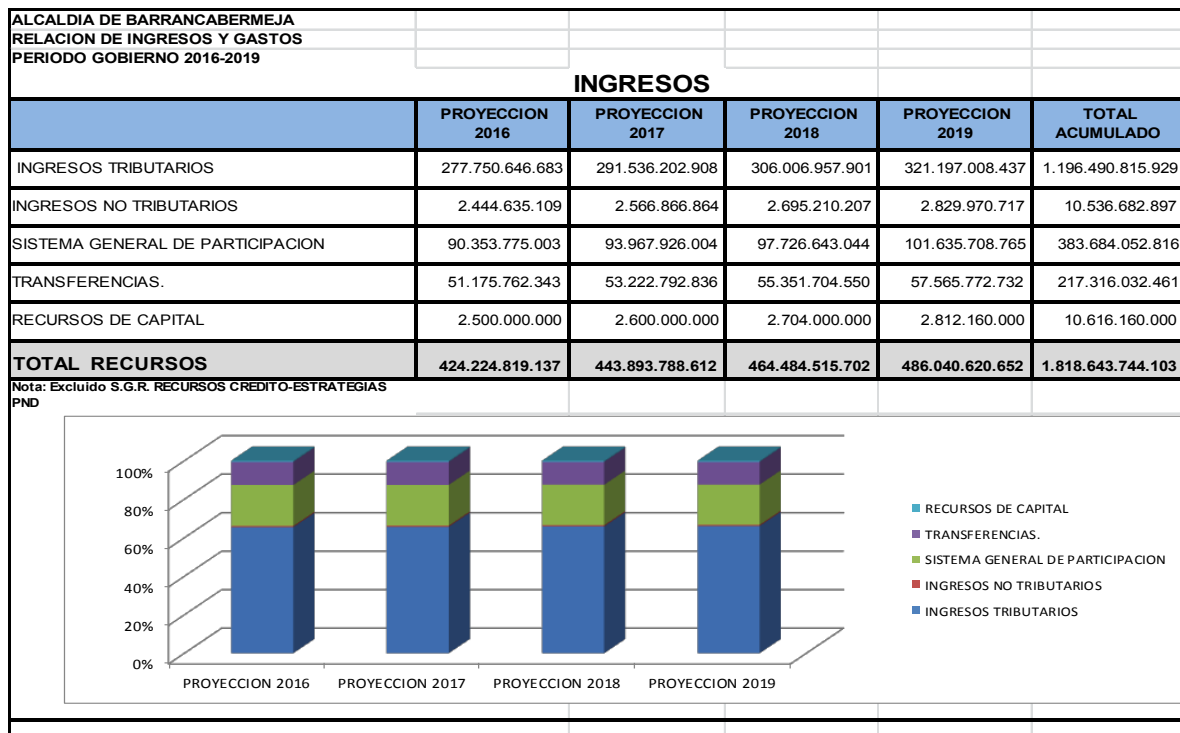 ALCALDIA DE BARRANCABERMEJA
RELACION DE INGRESOS Y GASTOS
PERIODO GOBIERNO 2016-2019
INGRESOS
PROYECCION 2016 PROYECCION 2017 PROYECCION 2018 PROYECCION 2019 TOTAL ACUMULADO
INGRESOS TRIBUTARIOS 277.750.646.683 291.536.202.908 306.006.957.901 321.197.008.437 1.196.490.815.929
INGRESOS NO TRIBUTARIOS 2.444.635.109 2.566.866.864 2.695.210.207 2.829.970.717 10.536.682.897
SISTEMA GENERAL DE PARTICIPACION 90.353.775.003 93.967.926.004 97.726.643.044 101.635.708.765 383.684.052.816
TRANSFERENCIAS. 51.175.762.343 53.222.792.836 55.351.704.550 57.565.772.732 217.316.032.461
RECURSOS DE CAPITAL 2.500.000.000 2.600.000.000 2.704.000.000 2.812.160.000 10.616.160.000
TOTAL RECURSOS 424.224.819.137 443.893.788.612 464.484.515.702 486.040.620.652 1.818.643.744.103
Nota: Excluido S.G.R. RECURSOS CREDITO-ESTRATEGIAS
PND
100%
80%
60%
40%
20%
0%
PROYECCION 2016 PROYECCION 2017 PROYECCION 2018 PROYECCION 2019
RECURSOS DE CAPITAL
TRANSFERENCIAS.
SISTEMA GENERAL DE PARTICIPACION
INGRESOS NO TRIBUTARIOS
INGRESOS TRIBUTARIOS